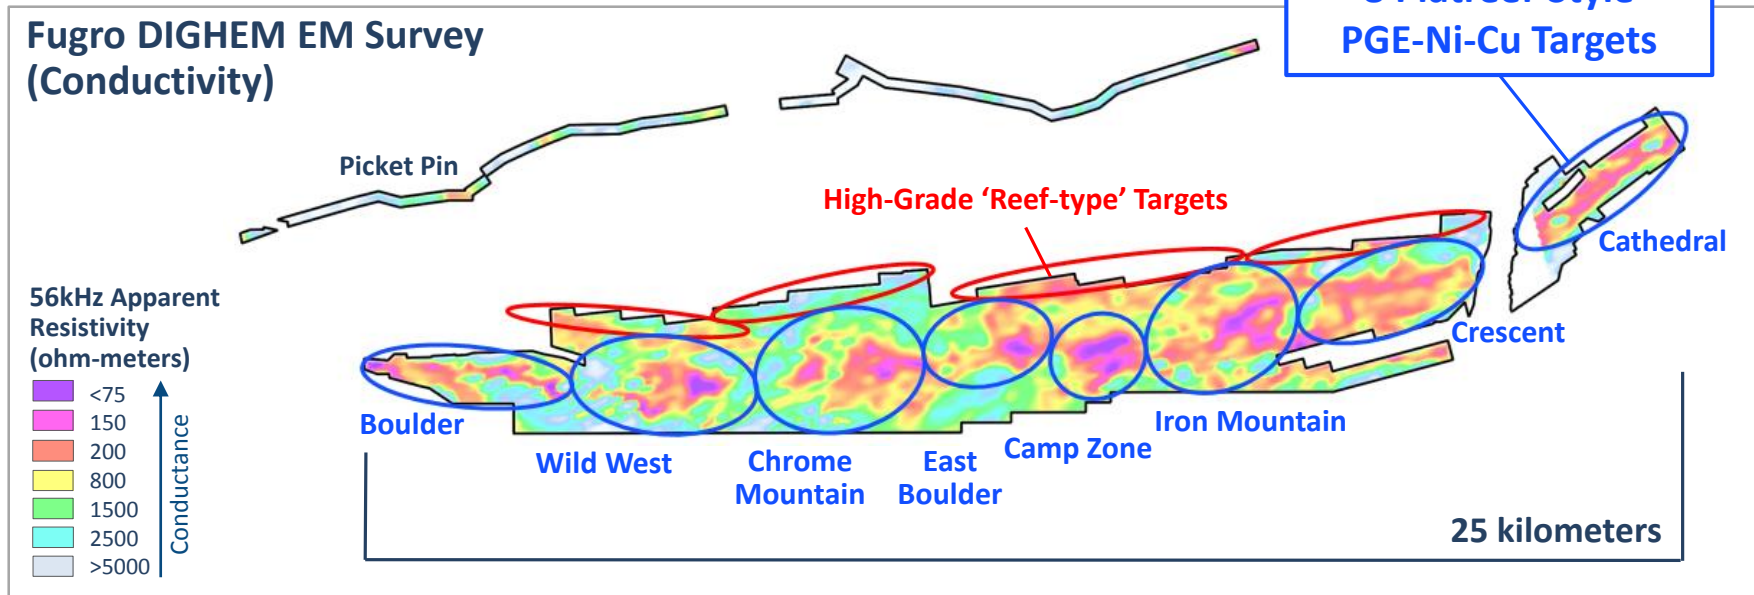 Fugro DIGHEM EM Survey
(Conductivity)
PGE-Ni-Cu Targets
Picket Pin
High-Grade ‘Reef-type’ Targets
Cathedral
Crescent
Iron Mountain
Camp Zone
East
Boulder
Chrome
Mountain
Wild West
Boulder
56kHz Apparent
Resistivity
(ohm-meters)
<75
150
200
800
1500
2500
>5000
Conductance
25 kilometers